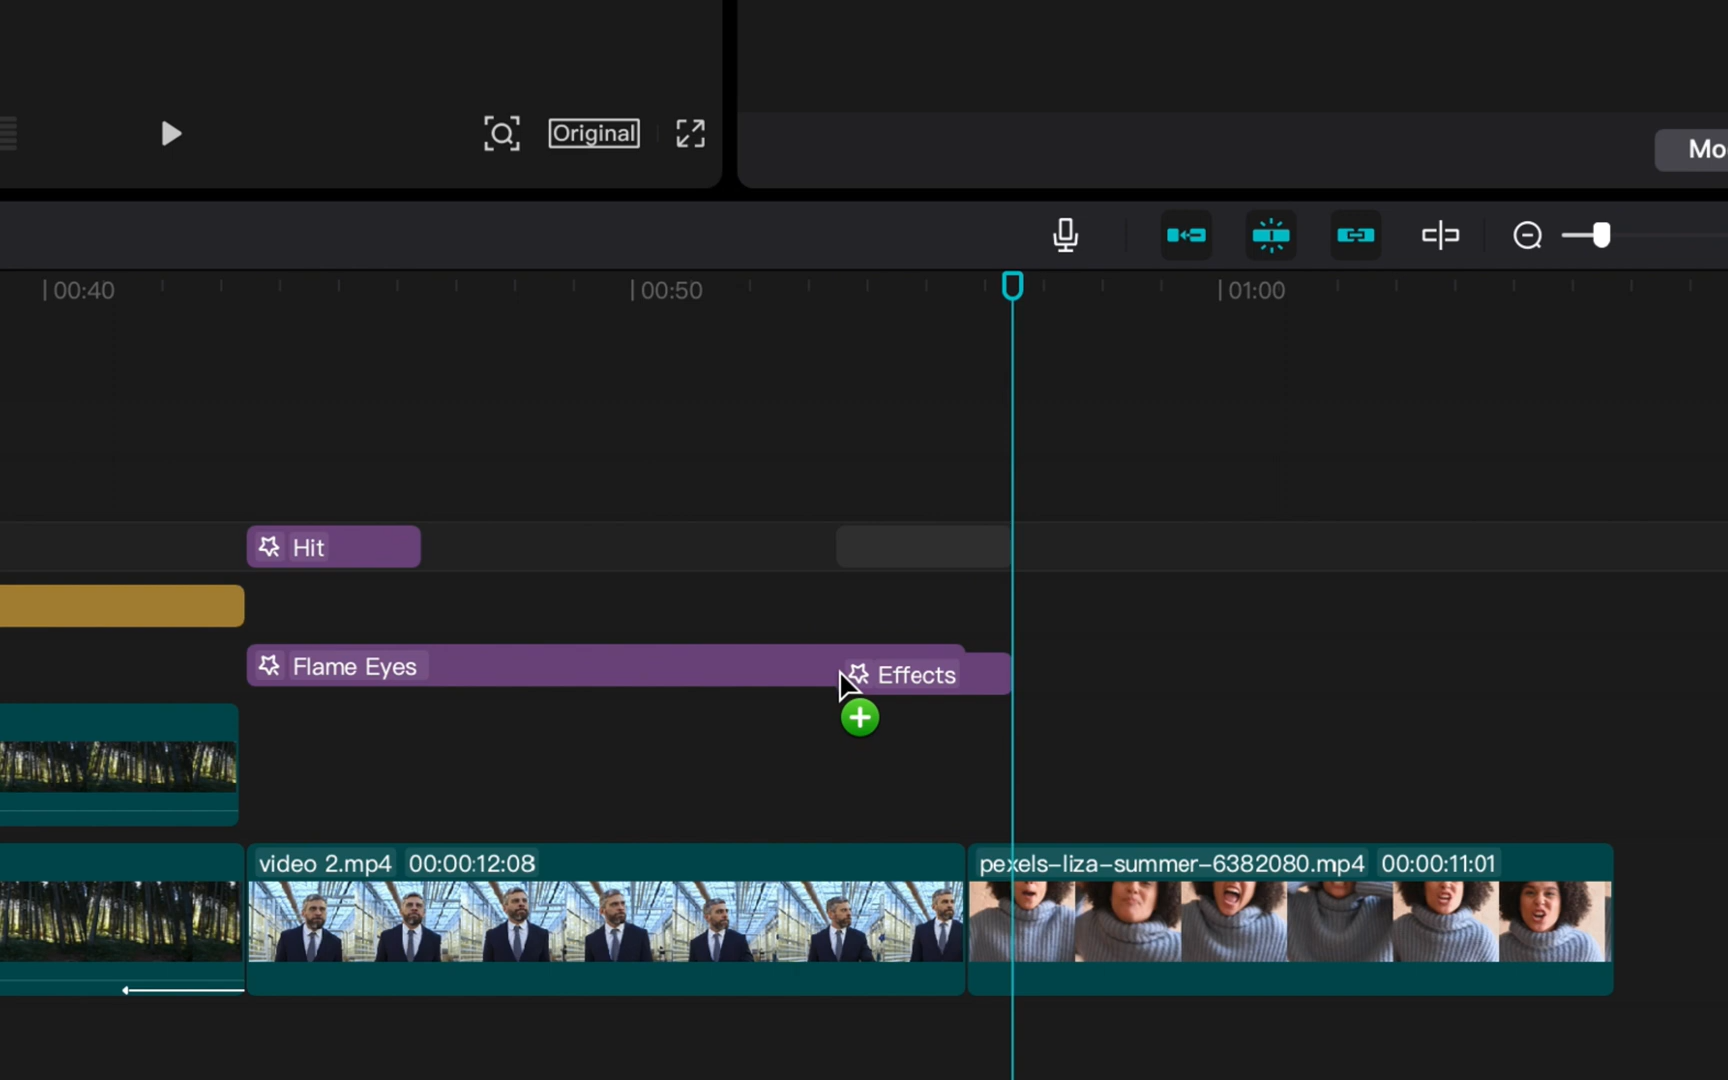 Original
Mo
00:40
00:50
01:00
Hit
Flame Eyes
Effects
video 2.mp4 00:00:12:08
pexels-liza-summer-6382080.mp4 00:00:11:01